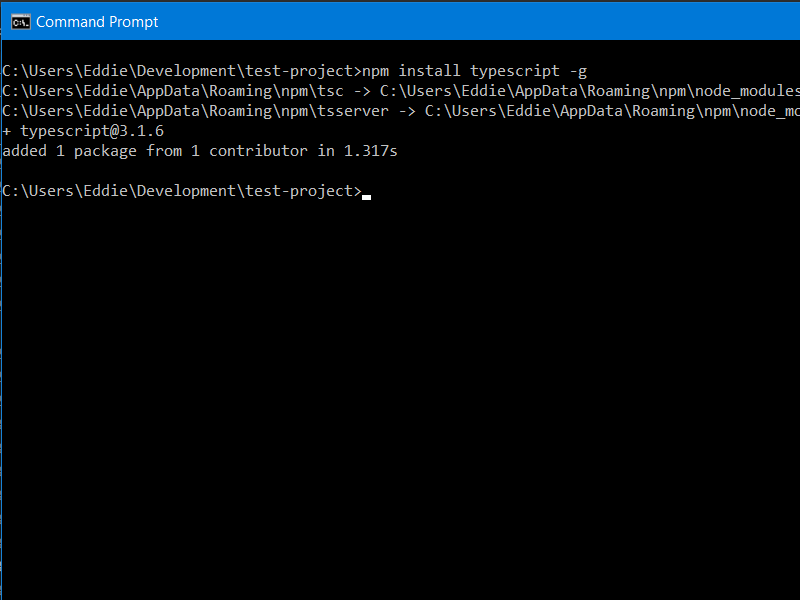 Command Prompt
C:\Users\Eddie\Development\test-project>npm install typescript -g
C:\Users\Eddie\AppData\Roaming\npm\tsc -> C:\Users\Eddie\AppData\Roaming\npm\node_modules
C:\Users\Eddie\AppData\Roaming\npm\tsserver -> C:\Users\Eddie\AppData\Roaming\npm\node_mo
+ typescript@3.1.6
added 1 package from 1 contributor in 1.317s
C:\Users\Eddie\Development\test-project>